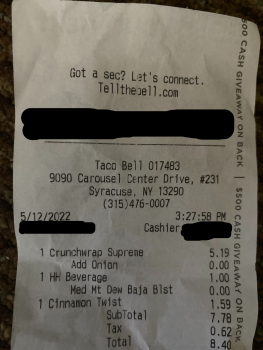 Got a sec? Let's connect.
Tellthebell.com
Taco Bell 017483
9090 Carousel Center Drive, #231
Syracuse, NY 13290
(315)476-0007
5/12/2022 3:27:58 PM
Cashier
1 Crunchwrap Supreme 5.19
Add Onion 0.00
1 HH Beverage 1.00
Med Mt Dew Baja Blst 0.00
1 Cinnamon Twist 1.59
SubTotal 7.78
Tax 0.62
Total 8.40
500 CASH GIVEAWAY ON BACK | $500 CASH GIVEAWAY ON BACK